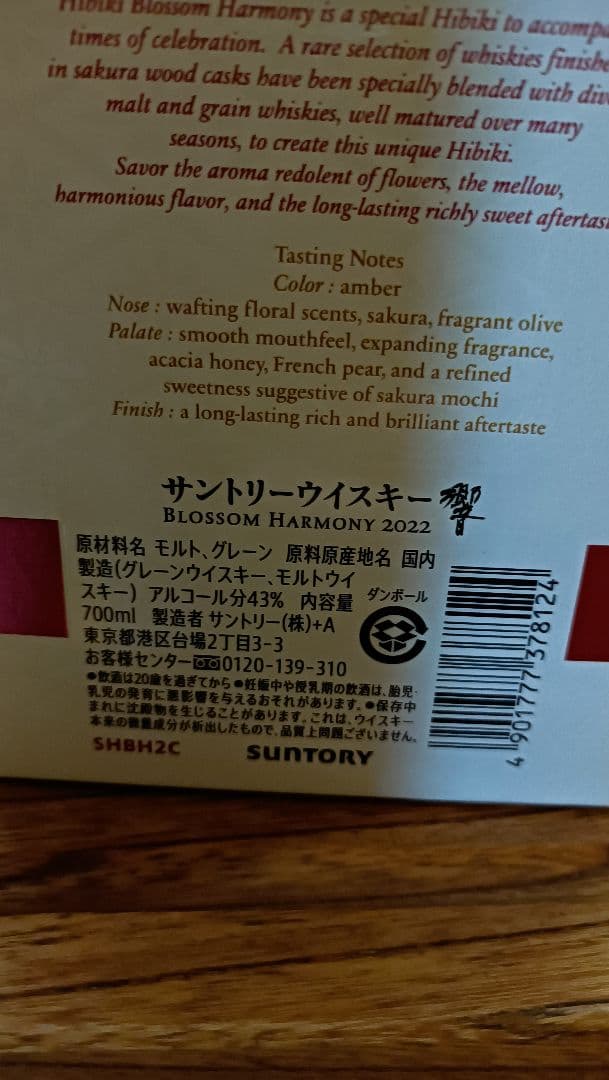 Hibiki Blossom Harmony is a special Hibiki to
times of celebration. A rare selection of whiskies
in sakura wood casks have been specially blended with
malt and grain whiskies, well matured over many
seasons, to create this unique Hibiki.
Savor the aroma redolent of flowers, the mellow,
harmonious flavor, and the long-lasting richly sweet
Tasting Notes
Color : amber
Nose : wafting floral scents, sakura, fragrant olive
Palate : smooth mouthfeel, expanding fragrance,
acacia honey, French pear, and a refined
sweetness suggestive of sakura mochi
Finish : a long-lasting rich and brilliant aftertaste
サントリーウイスキー 響
BLOSSOM HARMONY 2022
原材料名 モルト、グレーン 原料原産地名 国内
製造(グレーンウイスキー、モルトウイ
スキー) アルコール分43% 内容量
700ml 製造者 サントリー(株)+A
東京都港区台場2丁目3-3
お客様センター 0120-139-310
ダンボール
●飲酒は20歳を過ぎてから ●妊娠中や授乳期の飲酒は、胎児・
乳児の発育に悪影響を与えるおそれがあります。●保存中
まれに沈殿物を生じることがあります。これは、ウイスキー
本来の微量成分が析出したもので、品質上問題ございません。
SHBH2C
SUNTORY
4 901777 378124